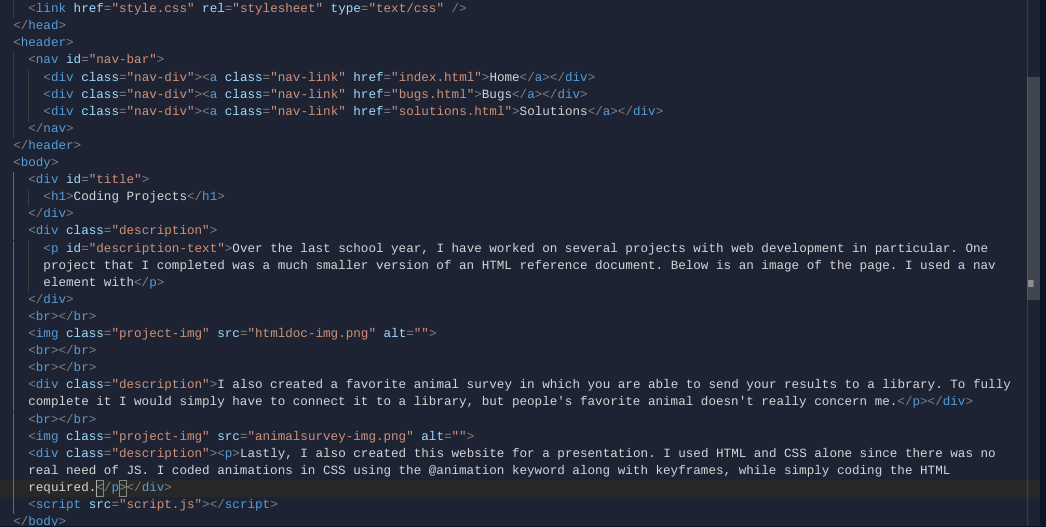 <link href="style.css" rel="stylesheet" type="text/css" />
</head>
<header>
<nav id="nav-bar">
<div class="nav-div"><a class="nav-link" href="index.html">Home</a></div>
<div class="nav-div"><a class="nav-link" href="bugs.html">Bugs</a></div>
<div class="nav-div"><a class="nav-link" href="solutions.html">Solutions</a></div>
</nav>
</header>
<body>
<div id="title">
<h1>Coding Projects</h1>
</div>
<div class="description">
<p id="description-text">Over the last school year, I have worked on several projects with web development in particular. One
project that I completed was a much smaller version of an HTML reference document. Below is an image of the page. I used a nav
element with</p>
</div>
<br></br>
<img class="project-img" src="htmldoc-img.png" alt="">
<br></br>
<br></br>
<div class="description">I also created a favorite animal survey in which you are able to send your results to a library. To fully
complete it I would simply have to connect it to a library, but people's favorite animal doesn't really concern me.</p></div>
<br></br>
<img class="project-img" src="animalsurvey-img.png" alt="">
<div class="description"><p>Lastly, I also created this website for a presentation. I used HTML and CSS alone since there was no
real need of JS. I coded animations in CSS using the @animation keyword along with keyframes, while simply coding the HTML
required.</p></div>
<script src="script.js"></script>
</body>